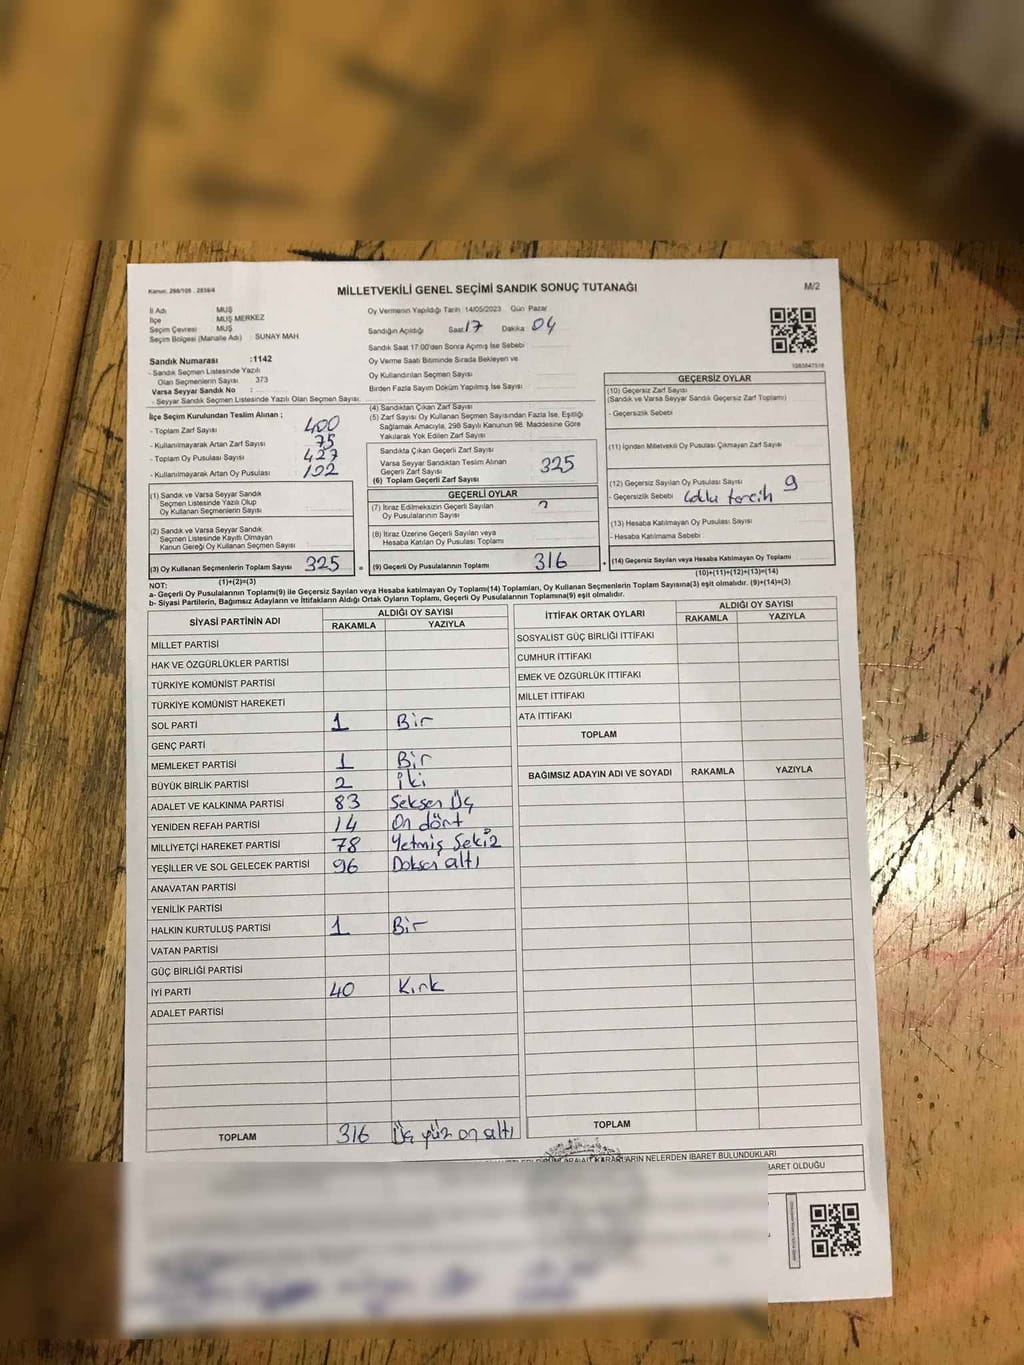 Kanun: 298/105 , 2839/4
MİLLETVEKİLİ GENEL SEÇİMİ SANDIK SONUÇ TUTANAĞI
M/2
İl Adı MUŞ
İlçe MUŞ MERKEZ
Seçim Çevresi MUŞ
Seçim Bölgesi (Mahalle Adı) SUNAY MAH
Oy Vermenin Yapıldığı Tarih :14/05/2023 Gün Pazar
Sandığın Açıldığı Saat 17 Dakika 04
Sandık Saat 17:00'den Sonra Açılmış İse Sebebi
Oy Verme Saati Bitiminde Sırada Bekleyen ve
Oy Kullandırılan Seçmen Sayısı
Birden Fazla Sayım Döküm Yapılmış İse Sayısı
Sandık Numarası :1142
- Sandık Seçmen Listesinde Yazılı
Olan Seçmenlerin Sayısı 373
Varsa Seyyar Sandık No :
- Seyyar Sandık Seçmen Listesinde Yazılı Olan Seçmen Sayısı:
İlçe Seçim Kurulundan Teslim Alınan ;
- Toplam Zarf Sayısı 400
- Kullanılmayarak Artan Zarf Sayısı 75
- Toplam Oy Pusulası Sayısı 427
- Kullanılmayarak Artan Oy Pusulası 102
(1) Sandık ve Varsa Seyyar Sandık
Seçmen Listesinde Yazılı Olup
Oy Kullanan Seçmenlerin Sayısı
(2) Sandık ve Varsa Seyyar Sandık
Seçmen Listesinde Kayıtlı Olmayan
Kanun Gereği Oy Kullanan Seçmen Sayısı
(3) Oy Kullanan Seçmenlerin Toplam Sayısı 325
(1)+(2)=(3)
(4) Sandıktan Çıkan Zarf Sayısı
(5) Zarf Sayısı Oy Kullanan Seçmen Sayısından Fazla İse, Eşitliği
Sağlamak Amacıyla, 298 Sayılı Kanunun 98. Maddesine Göre
Yakılarak Yok Edilen Zarf Sayısı
Sandıkta Çıkan Geçerli Zarf Sayısı
Varsa Seyyar Sandıktan Teslim Alınan
Geçerli Zarf Sayısı
(6) Toplam Geçerli Zarf Sayısı
325
GEÇERLİ OYLAR
(7) İtiraz Edilmeksizin Geçerli Sayılan
Oy Pusulalarının Sayısı
(8) İtiraz Üzerine Geçerli Sayılan veya
Hesaba Katılan Oy Pusulası Toplamı
= (9) Geçerli Oy Pusulalarının Toplamı 316
GEÇERSİZ OYLAR
(10) Geçersiz Zarf Sayısı
(Sandık ve Varsa Seyyar Sandık Geçersiz Zarf Toplamı)
- Geçersizlik Sebebi
(11) İçinden Milletvekili Oy Pusulası Çıkmayan Zarf Sayısı
(12) Geçersiz Sayılan Oy Pusulası Sayısı 9
- Geçersizlik Sebebi tercih
(13) Hesaba Katılmayan Oy Pusulası Sayısı
- Hesaba Katılmama Sebebi
+ (14) Geçersiz Sayılan veya Hesaba Katılmayan Oy Toplamı
(10)+(11)+(12)+(13)=(14)
NOT:
a- Geçerli Oy Pusulalarının Toplamı(9) ile Geçersiz Sayılan veya Hesaba katılmayan Oy Toplamı(14) Toplamları, Oy Kullanan Seçmenlerin Toplam Sayısına(3) eşit olmalıdır. (9)+(14)=(3)
b- Siyasi Partilerin, Bağımsız Adayların ve İttifakların Aldığı Ortak Oyların Toplamı, Geçerli Oy Pusulalarının Toplamına(9) eşit olmalıdır.
SİYASİ PARTİNİN ADI ALDIĞI OY SAYISI
RAKAMLA YAZIYLA
MİLLET PARTİSİ
HAK VE ÖZGÜRLÜKLER PARTİSİ
TÜRKİYE KOMÜNİST PARTİSİ
TÜRKİYE KOMÜNİST HAREKETİ
SOL PARTİ 1 Bir
GENÇ PARTİ
MEMLEKET PARTİSİ 1 Bir
BÜYÜK BİRLİK PARTİSİ 2 İki
ADALET VE KALKINMA PARTİSİ 83 Seksen Üç
YENİDEN REFAH PARTİSİ 14 On dört
MİLLİYETÇİ HAREKET PARTİSİ 78 Yetmiş Sekiz
YEŞİLLER VE SOL GELECEK PARTİSİ 96 Doksan altı
ANAVATAN PARTİSİ
YENİLİK PARTİSİ
HALKIN KURTULUŞ PARTİSİ 1 Bir
VATAN PARTİSİ
GÜÇ BİRLİĞİ PARTİSİ
İYİ PARTİ 40 Kırk
ADALET PARTİSİ
TOPLAM 316 Üç yüz on altı
İTTİFAK ORTAK OYLARI ALDIĞI OY SAYISI
RAKAMLA YAZIYLA
SOSYALİST GÜÇ BİRLİĞİ İTTİFAKI
CUMHUR İTTİFAKI
EMEK VE ÖZGÜRLÜK İTTİFAKI
MİLLET İTTİFAKI
ATA İTTİFAKI
TOPLAM
BAĞIMSIZ ADAYIN ADI VE SOYADI RAKAMLA YAZIYLA
TOPLAM
KARARLARIN NELERDEN İBARET BULUNDUKLARI
BARET OLDUĞU